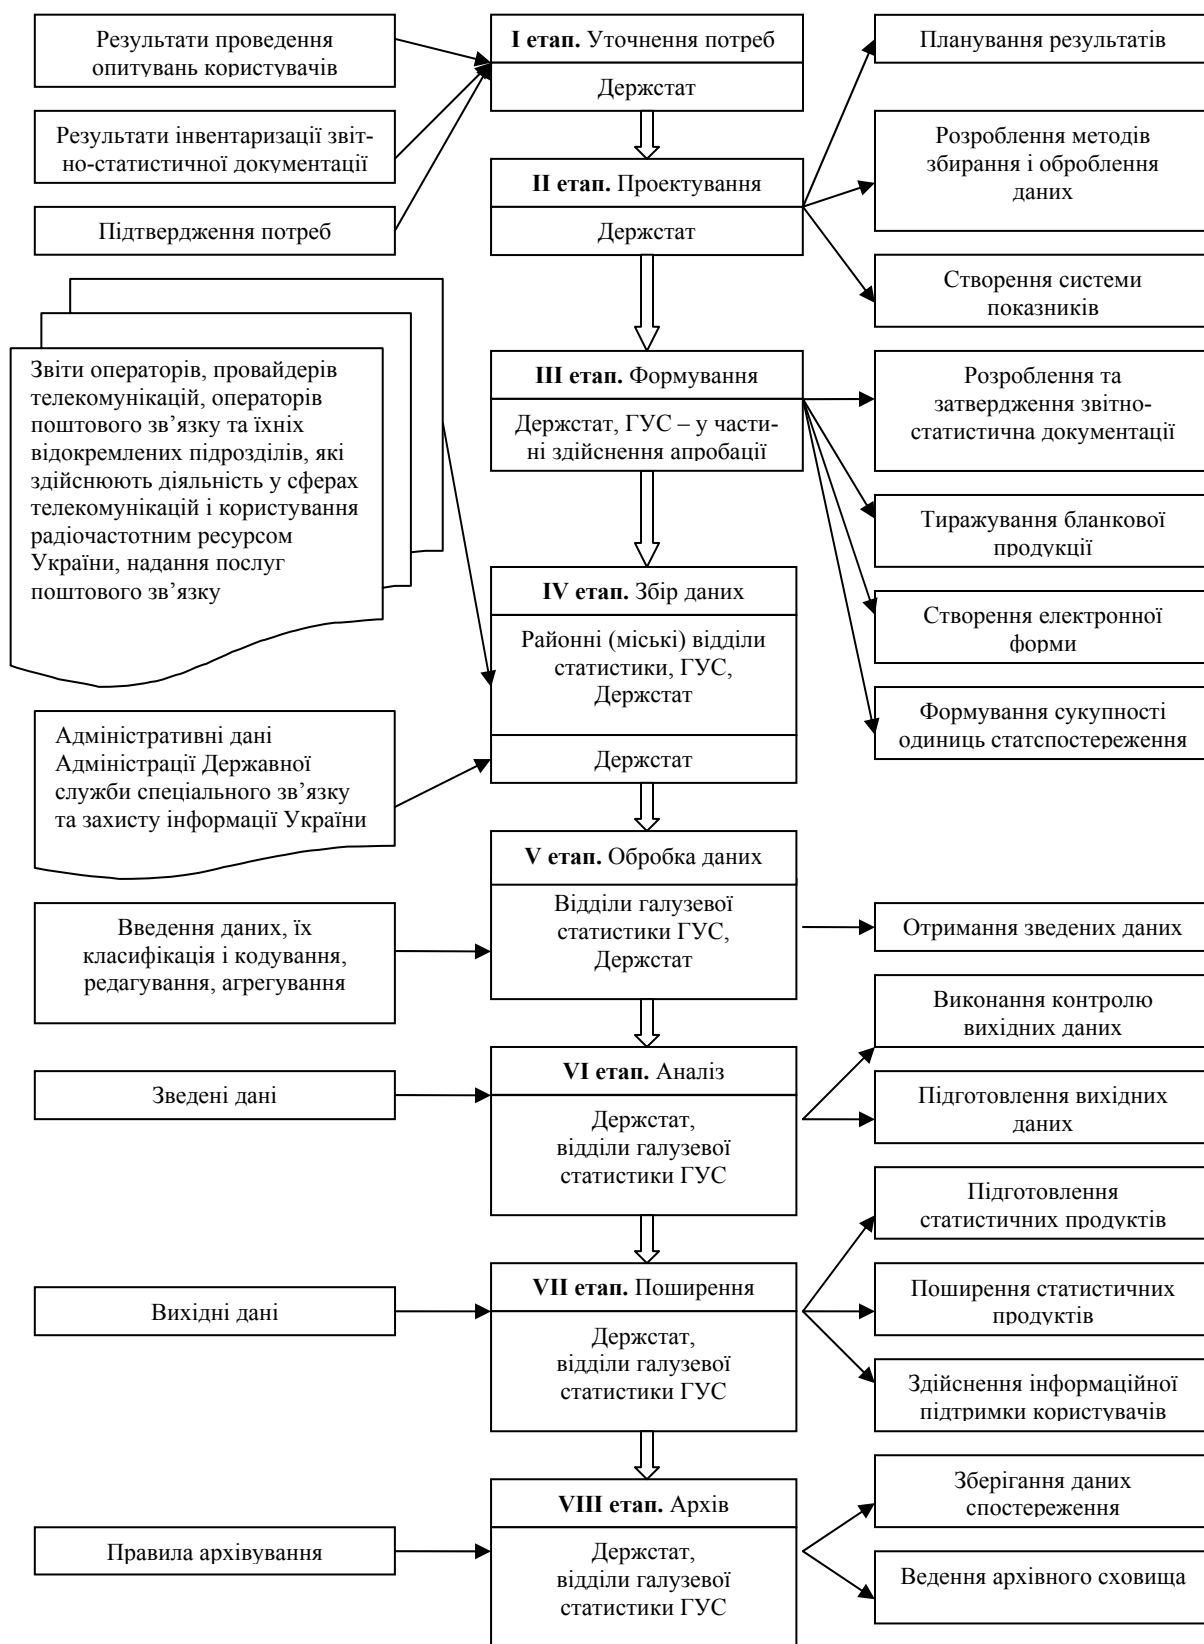 Результати проведення
опитувань користувачів
Результати інвентаризації звіт-
но-статистичної документації
Підтвердження потреб
I етап. Уточнення потреб
Держстат
II етап. Проектування
Держстат
Планування результатів
Розроблення методів
збирання і оброблення
даних
Створення системи
показників
Звіти операторів, провайдерів
телекомунікацій, операторів
поштового зв’язку та їхніх
відокремлених підрозділів, які
здійснюють діяльність у сферах
телекомунікацій і користування
радіочастотним ресурсом
України, надання послуг
поштового зв’язку
III етап. Формування
Держстат, ГУС – у части-
ні здійснення апробації
Розроблення та
затвердження звітно-
статистична документації
Тиражування бланкової
продукції
Створення електронної
форми
Формування сукупності
одиниць статспостереження
IV етап. Збір даних
Районні (міські) відділи
статистики, ГУС,
Держстат
Держстат
Адміністративні дані
Адміністрації Державної
служби спеціального зв’язку
та захисту інформації України
V етап. Обробка даних
Відділи галузевої
статистики ГУС,
Держстат
Введення даних, їх
класифікація і кодування,
редагування, агрегування
Отримання зведених даних
VI етап. Аналіз
Держстат,
відділи галузевої
статистики ГУС
Зведені дані
Виконання контролю
вихідних даних
Підготовлення вихідних
даних
VII етап. Поширення
Держстат,
відділи галузевої
статистики ГУС
Вихідні дані
Підготовлення
статистичних продуктів
Поширення статистичних
продуктів
Здійснення інформаційної
підтримки користувачів
VIII етап. Архів
Держстат,
відділи галузевої
статистики ГУС
Правила архівування
Зберігання даних
спостереження
Ведення архівного сховища